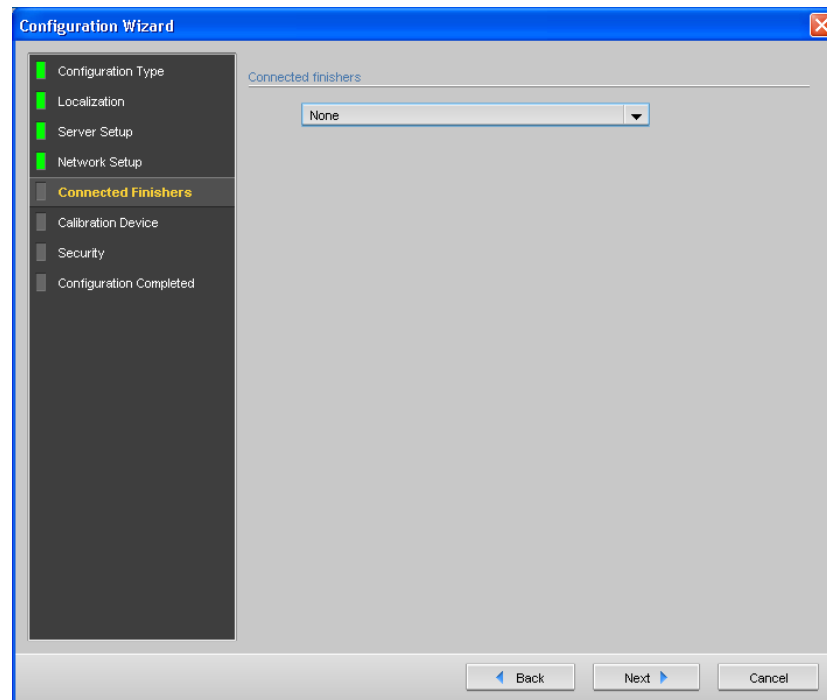 Configuration Wizard
Configuration Type
Localization
Server Setup
Network Setup
Connected Finishers
Calibration Device
Security
Configuration Completed
Connected finishers
None
Back
Next
Cancel